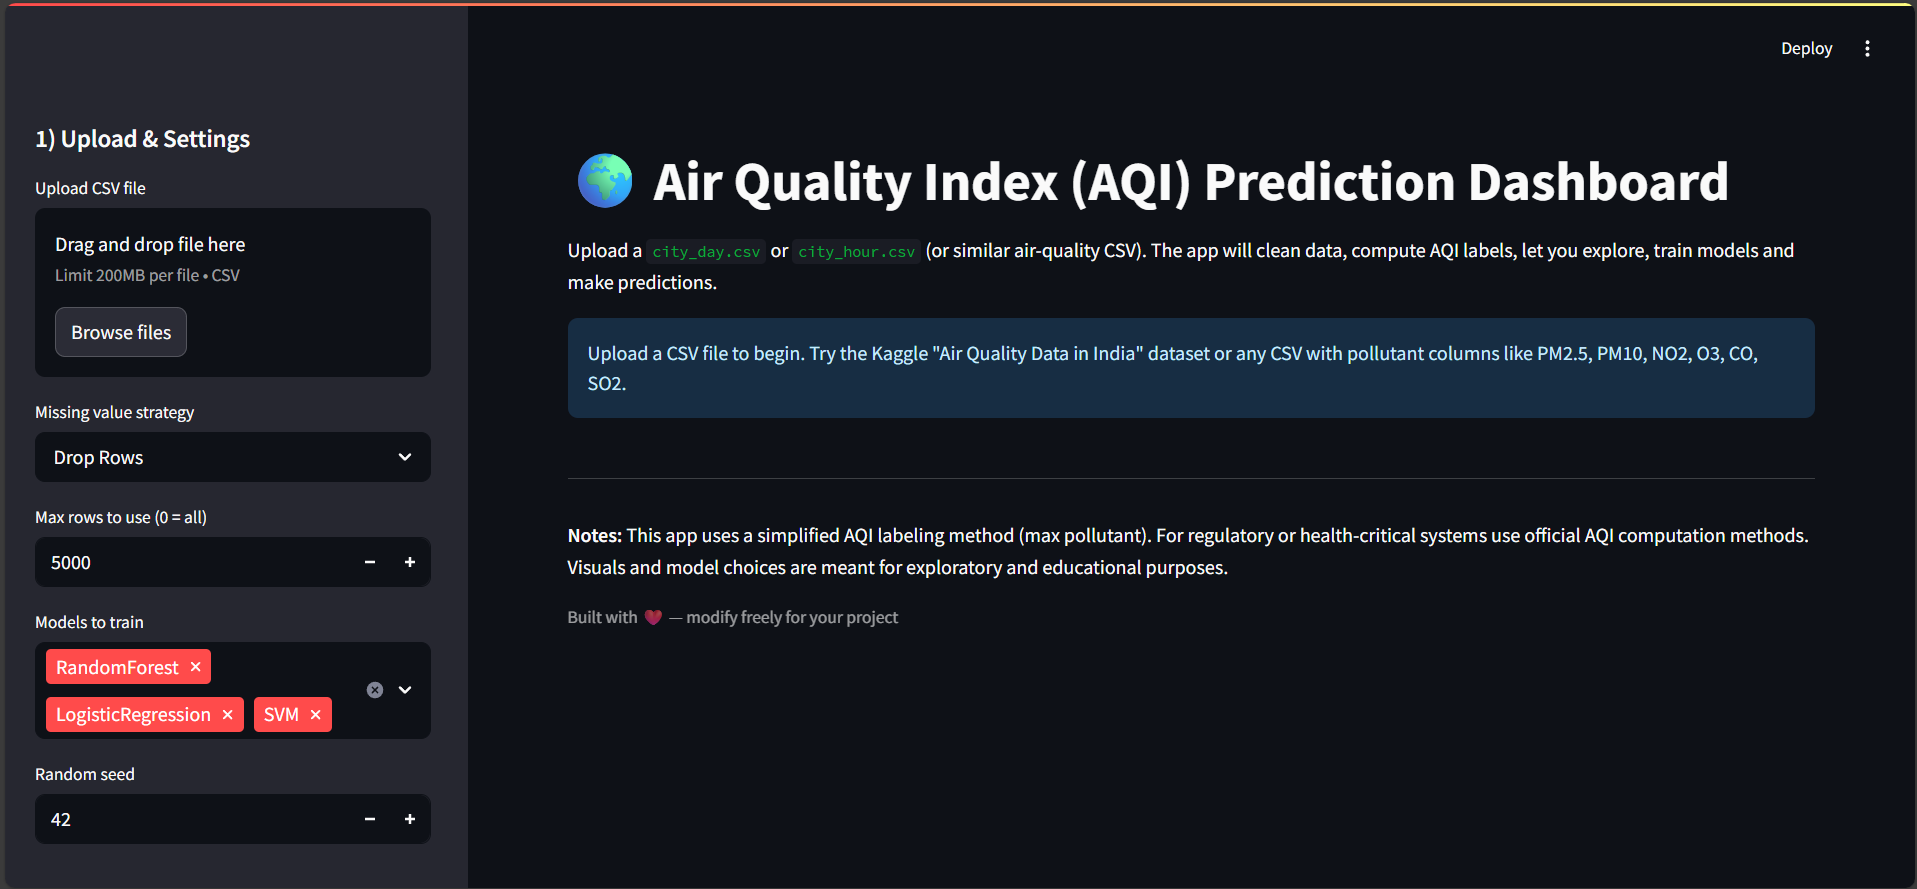 Deploy
1) Upload & Settings
Upload CSV file
Drag and drop file here
Limit 200MB per file • CSV
Browse files
Missing value strategy
Drop Rows
Max rows to use (0 = all)
5000
Models to train
RandomForest
LogisticRegression SVM
Random seed
42
Air Quality Index (AQI) Prediction Dashboard
Upload a city_day.csv or city_hour.csv (or similar air-quality CSV). The app will clean data, compute AQI labels, let you explore, train models and
make predictions.
Upload a CSV file to begin. Try the Kaggle "Air Quality Data in India" dataset or any CSV with pollutant columns like PM2.5, PM10, NO2, O3, CO,
SO2.
Notes: This app uses a simplified AQI labeling method (max pollutant). For regulatory or health-critical systems use official AQI computation methods.
Visuals and model choices are meant for exploratory and educational purposes.
Built with ❤️ — modify freely for your project